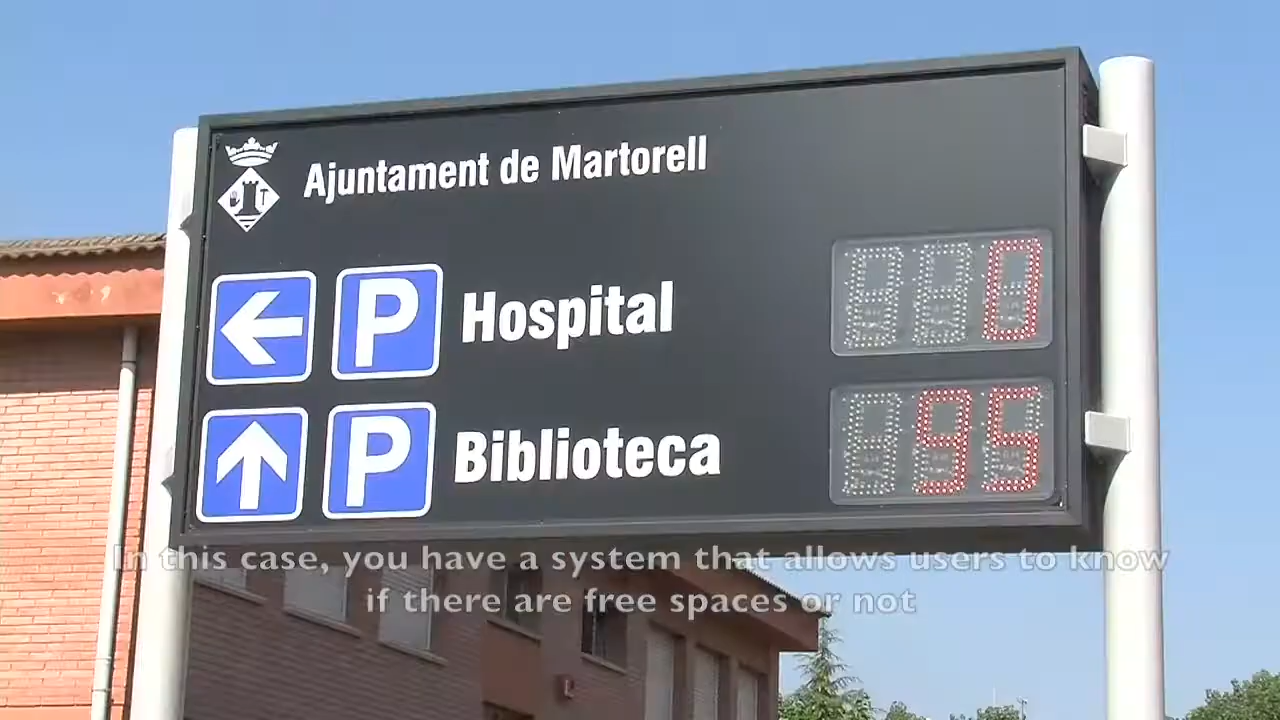 Ajuntament de Martorell
P Hospital 0
P Biblioteca 95
In this case, you have a system that allows users to know
if there are free spaces or not